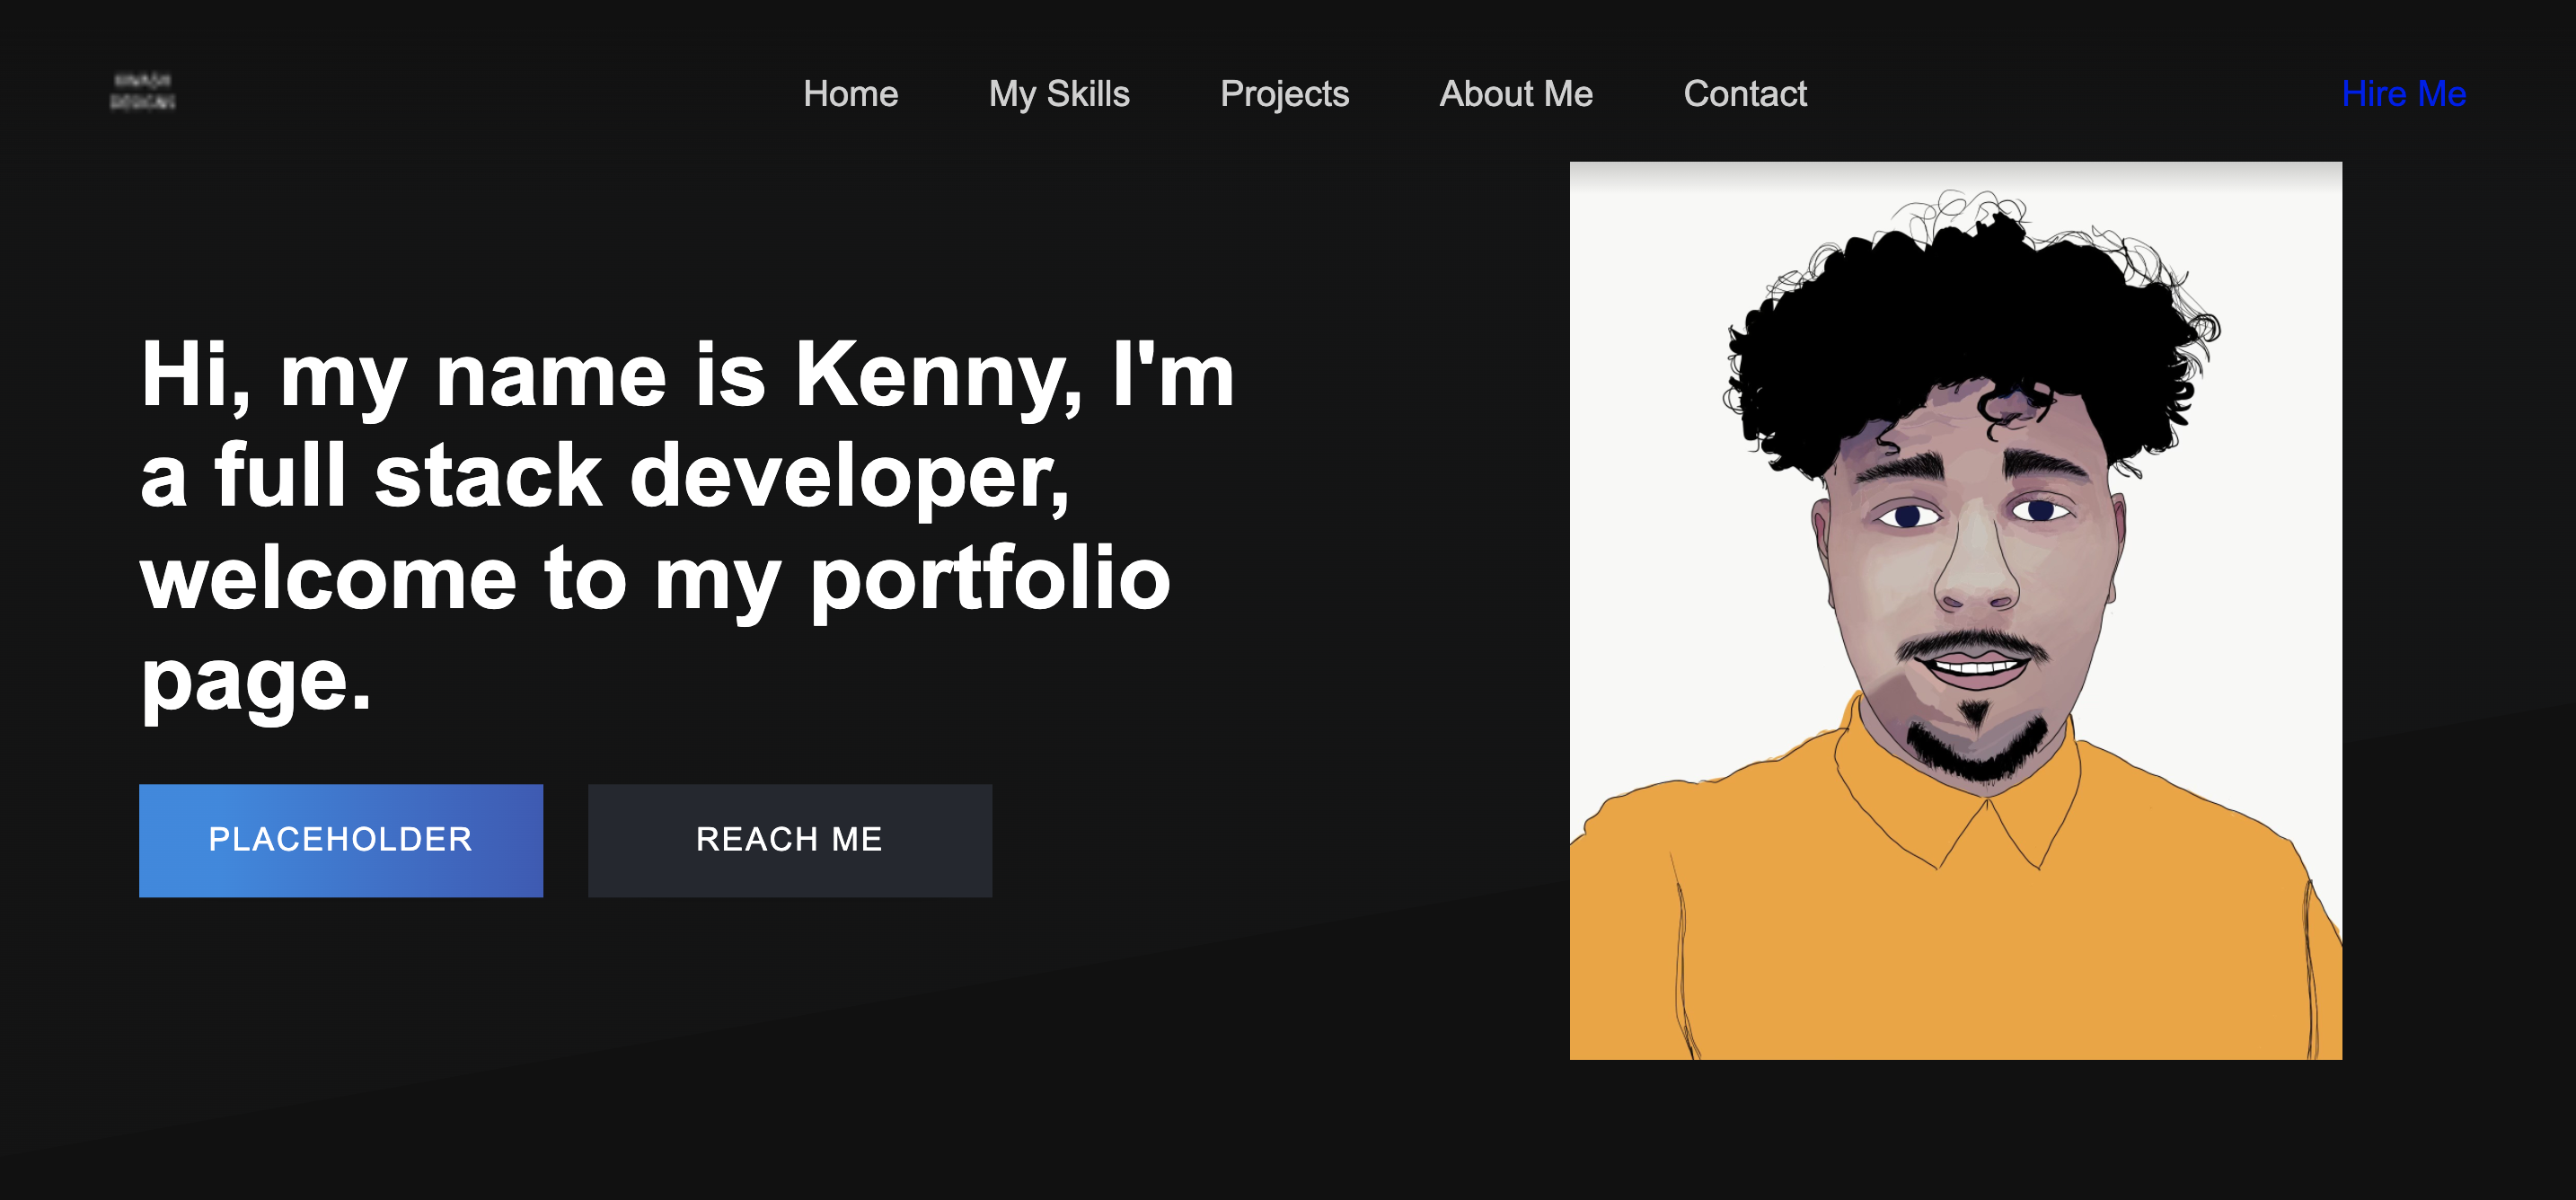 Home My Skills Projects About Me Contact Hire Me
Hi, my name is Kenny, I'm
a full stack developer,
welcome to my portfolio
page.
PLACEHOLDER REACH ME